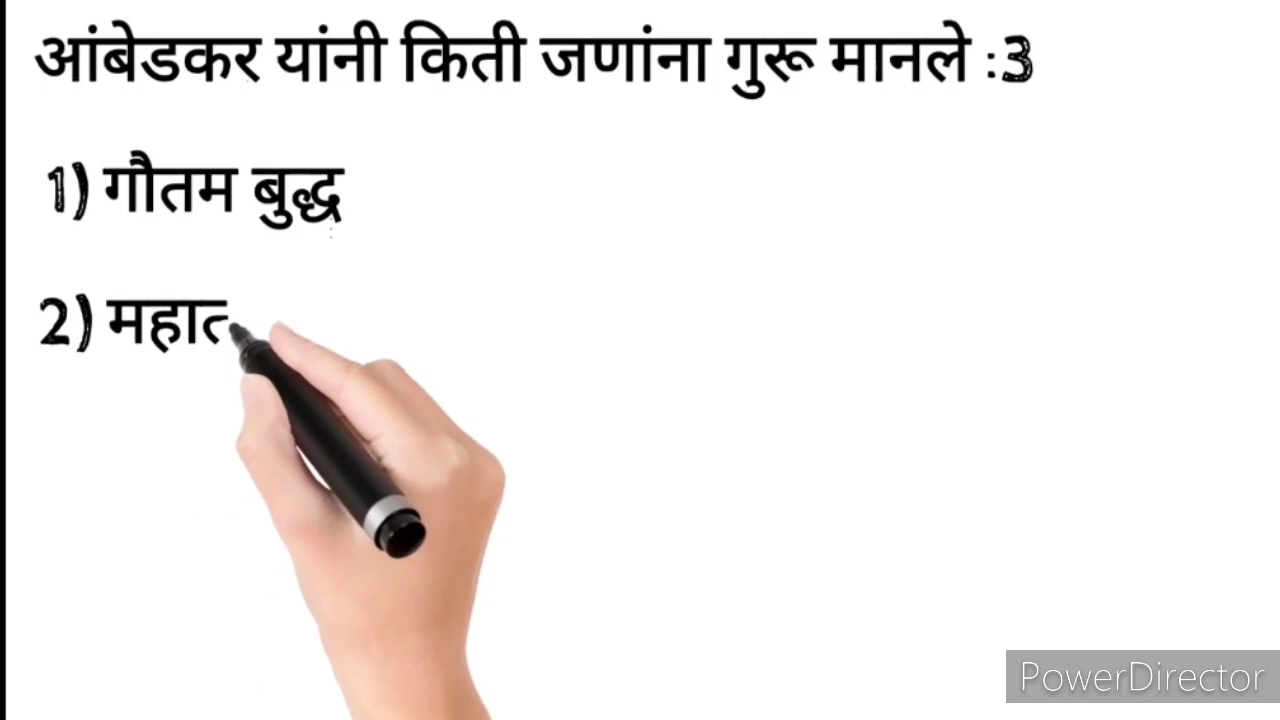 आंबेडकर यांनी किती जणांना गुरू मानले :3
1) गौतम बुद्ध
2) महात
PowerDirector